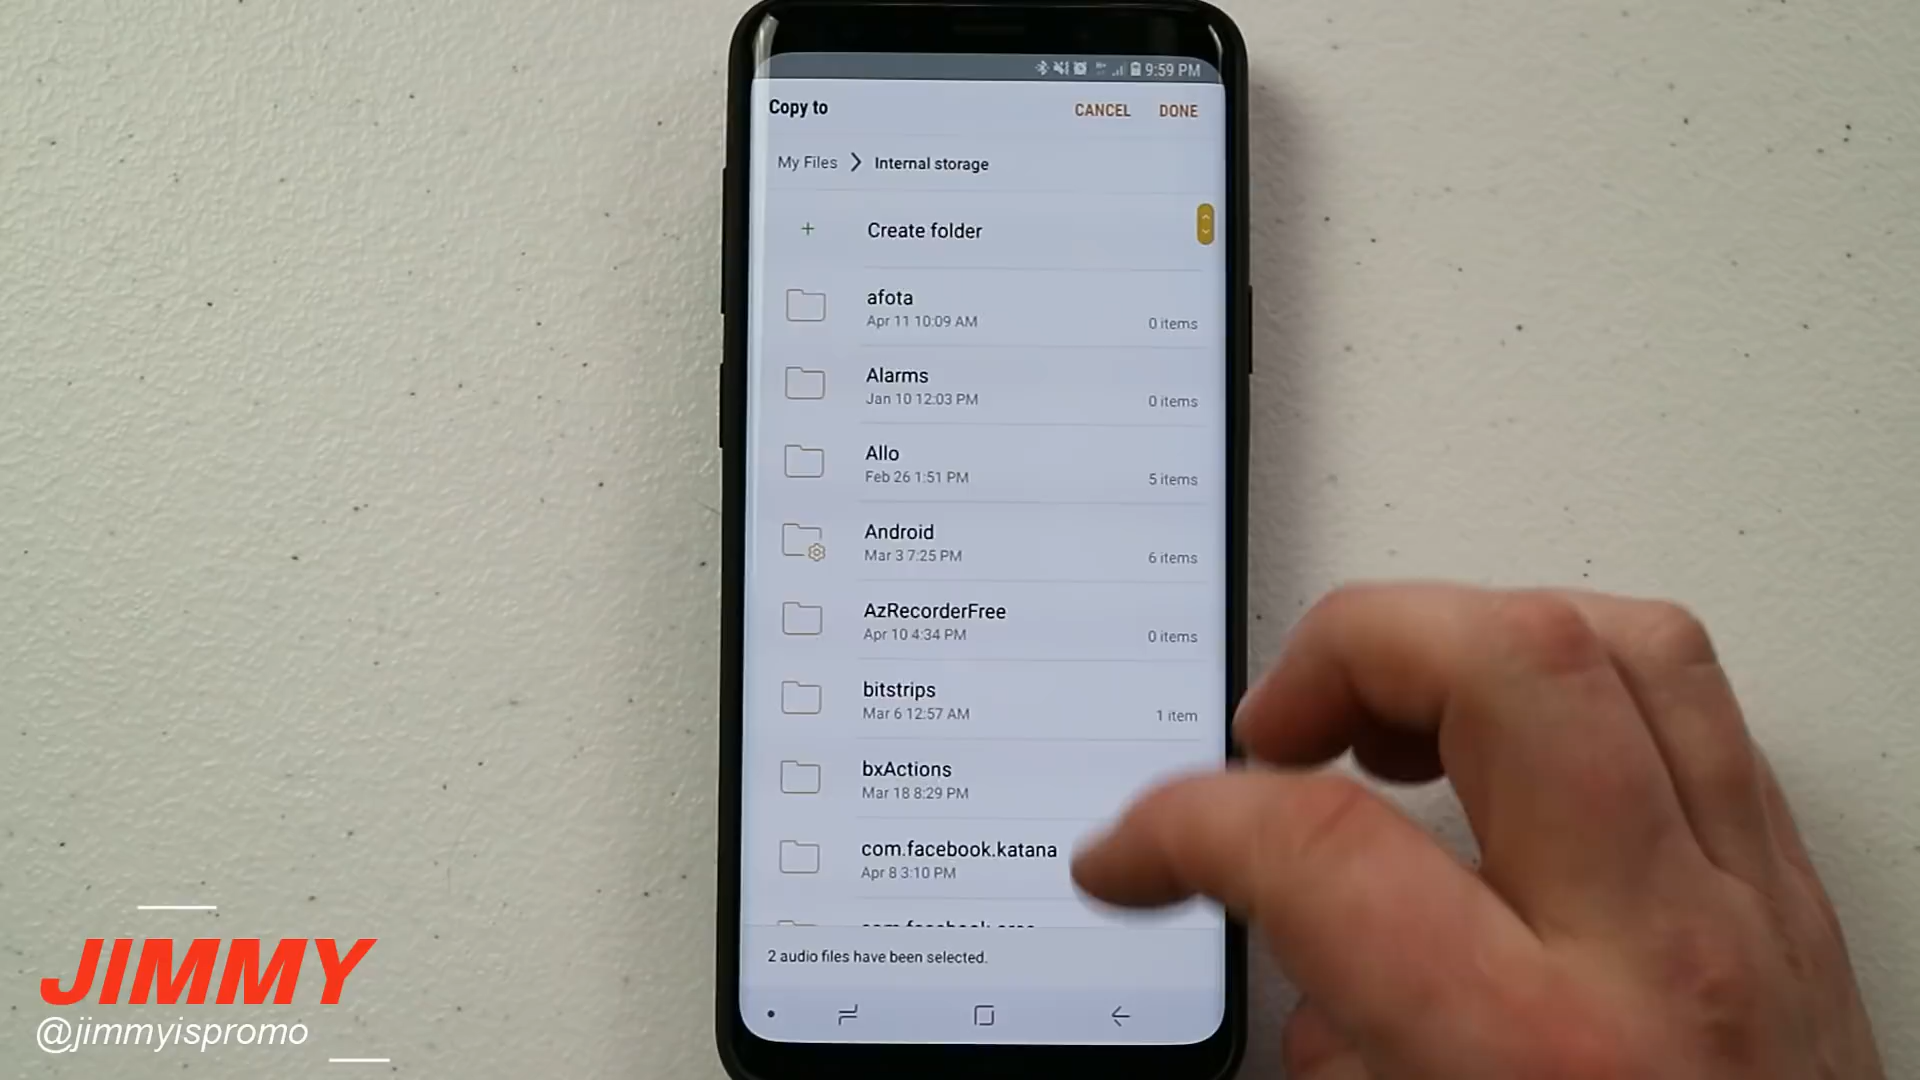 9:59 PM
Copy to
CANCEL
DONE
My Files
Internal storage
+
Create folder
afota
Apr 11 10:09 AM
0 items
Alarms
Jan 10 12:03 PM
0 items
Allo
Feb 26 1:51 PM
5 items
Android
Mar 3 7:25 PM
6 items
AzRecorderFree
Apr 10 4:34 PM
0 items
bitstrips
Mar 6 12:57 AM
1 item
bxActions
Mar 18 8:29 PM
com.facebook.katana
Apr 8 3:10 PM
2 audio files have been selected.
JIMMY
@jimmyispromo